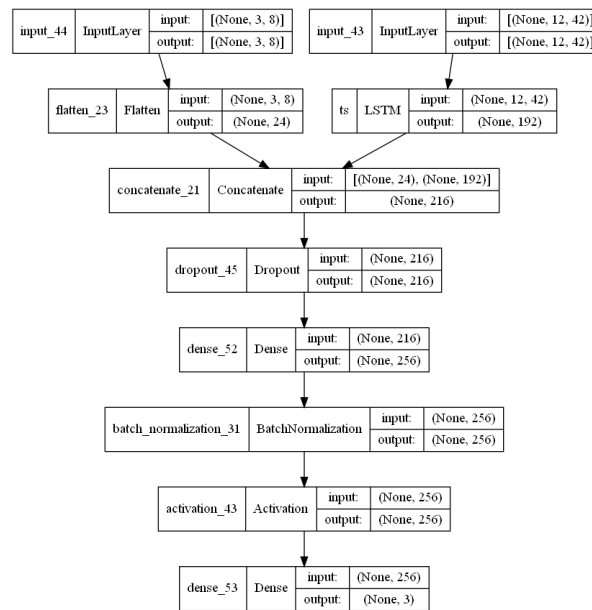 input_44 InputLayer input: [(None, 3, 8)]
output: [(None, 3, 8)]
input_43 InputLayer input: [(None, 12, 42)]
output: [(None, 12, 42)]
flatten_23 Flatten input: (None, 3, 8)
output: (None, 24)
ts LSTM input: (None, 12, 42)
output: (None, 192)
concatenate_21 Concatenate input: [(None, 24), (None, 192)]
output: (None, 216)
dropout_45 Dropout input: (None, 216)
output: (None, 216)
dense_52 Dense input: (None, 216)
output: (None, 256)
batch_normalization_31 BatchNormalization input: (None, 256)
output: (None, 256)
activation_43 Activation input: (None, 256)
output: (None, 256)
dense_53 Dense input: (None, 256)
output: (None, 3)